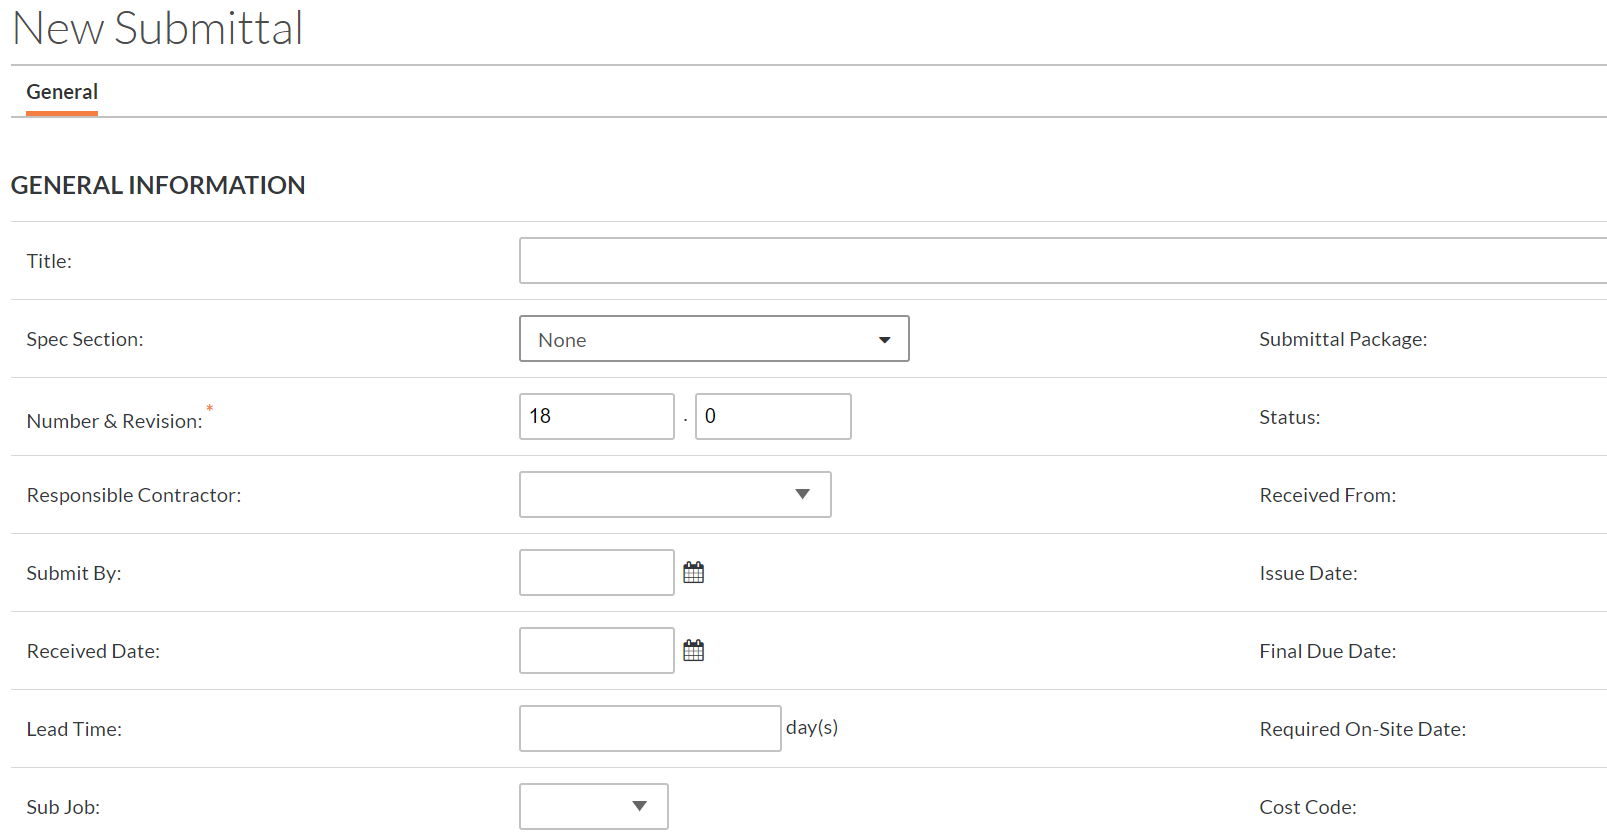 New Submittal
General
GENERAL INFORMATION
Title:
Spec Section: None Submittal Package:
Number & Revision: * 18 . 0 Status:
Responsible Contractor: Received From:
Submit By: Issue Date:
Received Date: Final Due Date:
Lead Time: day(s) Required On-Site Date:
Sub Job: Cost Code: